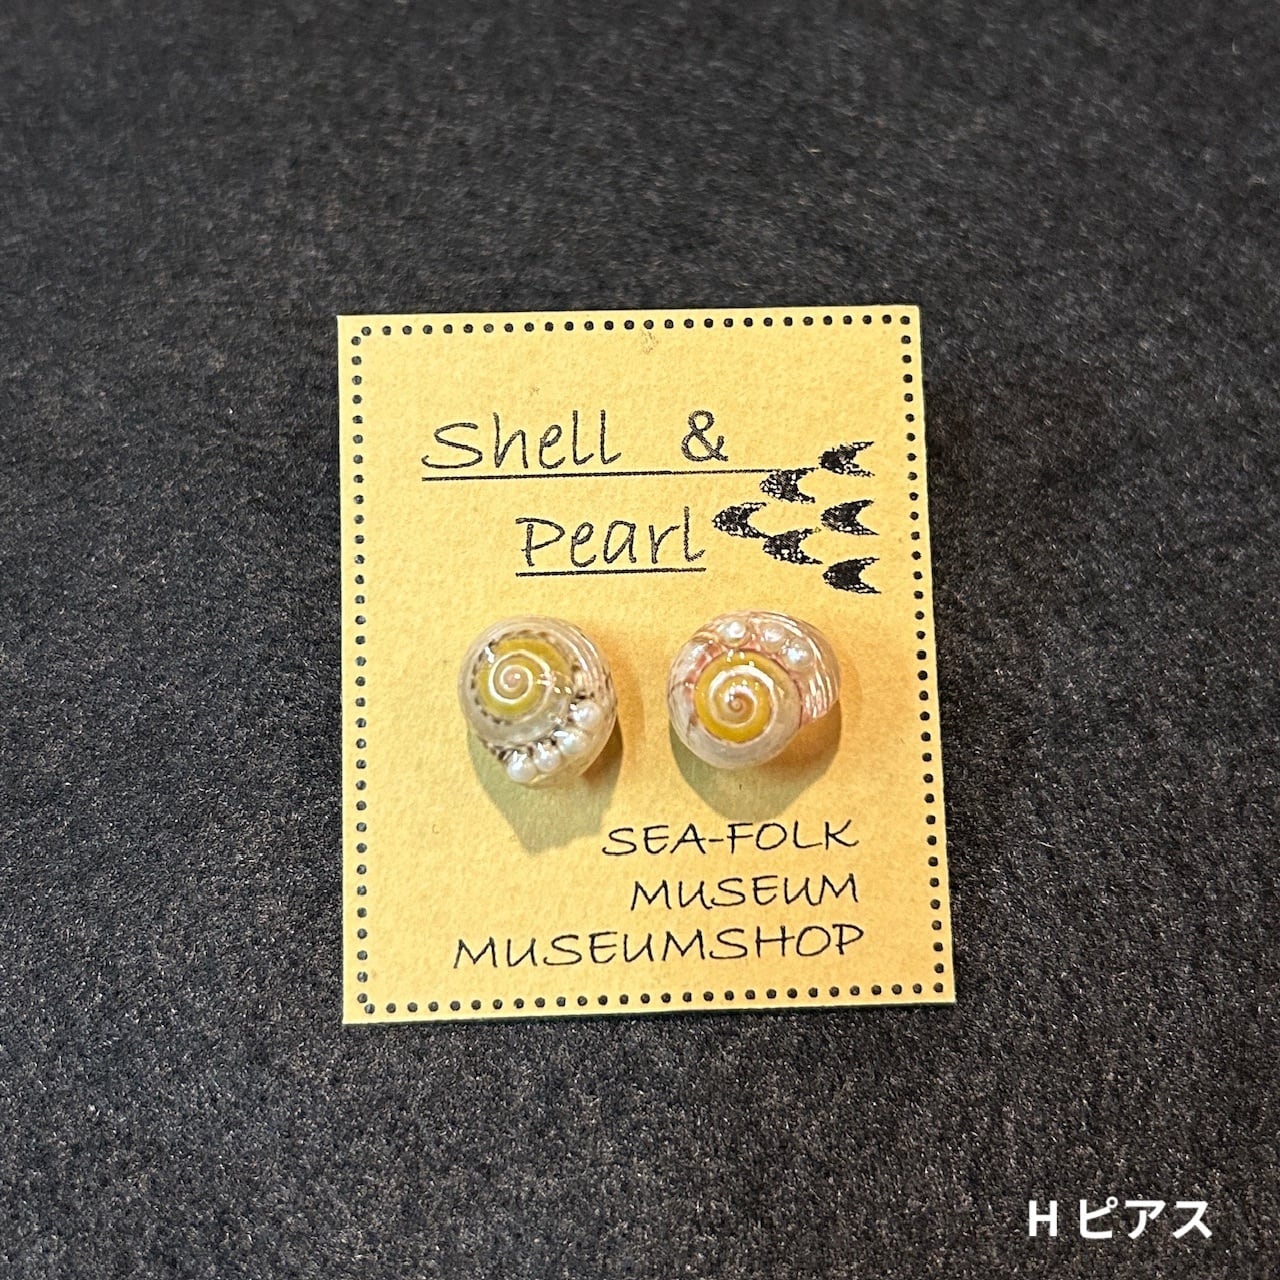 Shell &
Pearl
SEA-FOLK
MUSEUM
MUSEUMSHOP
H ピアス